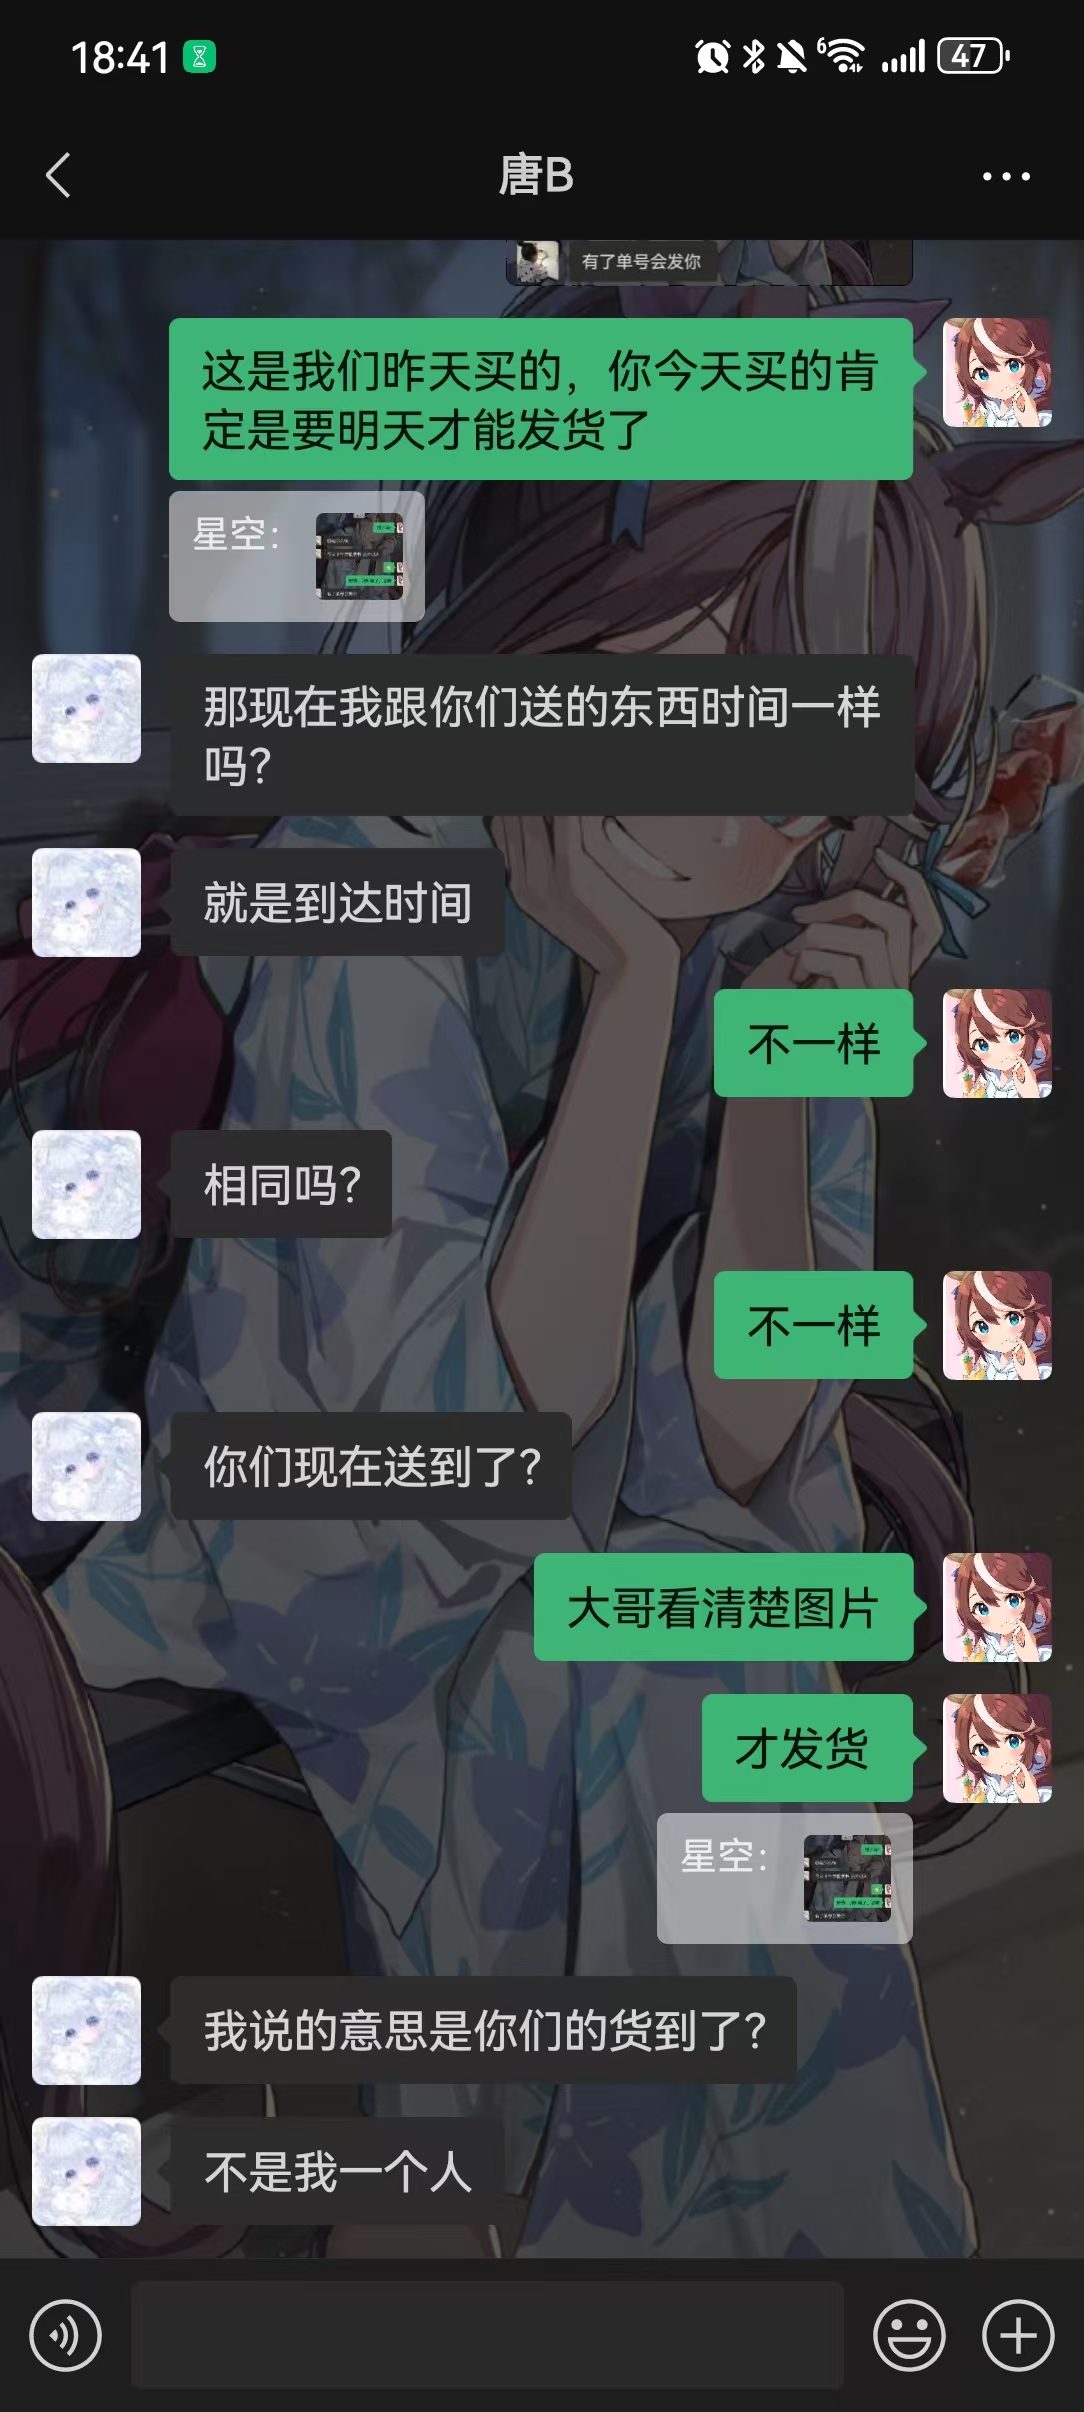 18:41
6
47
唐B
有了单号会发你
这是我们昨天买的，你今天买的肯
定是要明天才能发货了
星空：
那现在我跟你们送的东西时间一样
吗？
就是到达时间
不一样
相同吗？
不一样
你们现在送到了？
大哥看清楚图片
才发货
星空：
我说的意思是你们的货到了？
不是我一个人